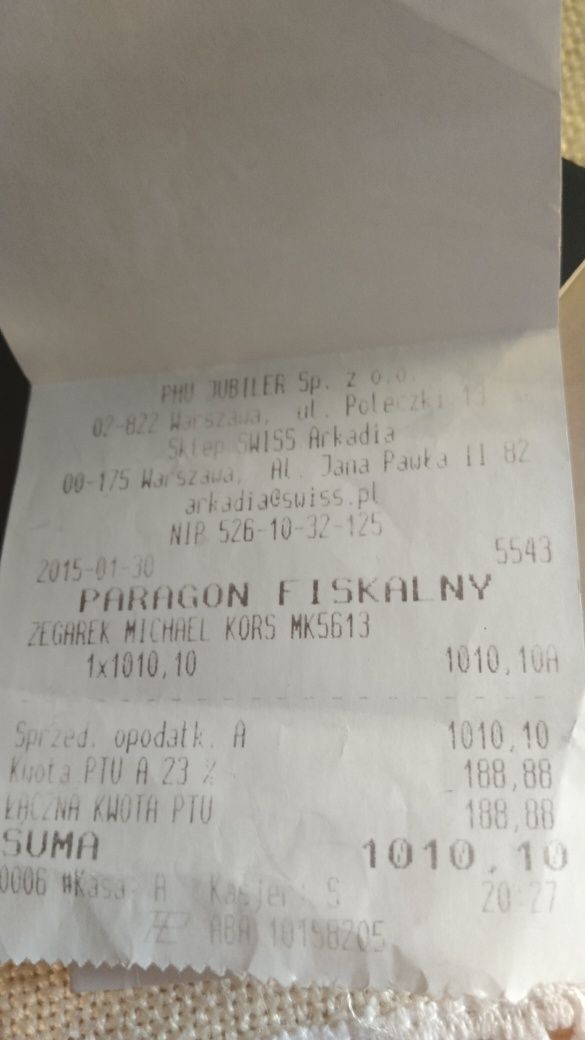 PHU JUBILER Sp. z o.o.
02-822 Warszawa, ul. Poleczki 13
Sklep SWISS Arkadia
00-175 Warszawa, Al. Jana Pawła II 82
arkadia@swiss.pl
NIP 526-10-32-125
2015-01-30 5543
PARAGON FISKALNY
ZEGAREK MICHAEL KORS MK5613
1x1010,10 1010,10A
Sprzed. opodatk. A 1010,10
Kwota PTU A 23 % 188,88
ŁĄCZNA KWOTA PTU 188,88
SUMA 1010,10
0006 #Kasa: A Kasjer: S 20:27
ABA 10158205